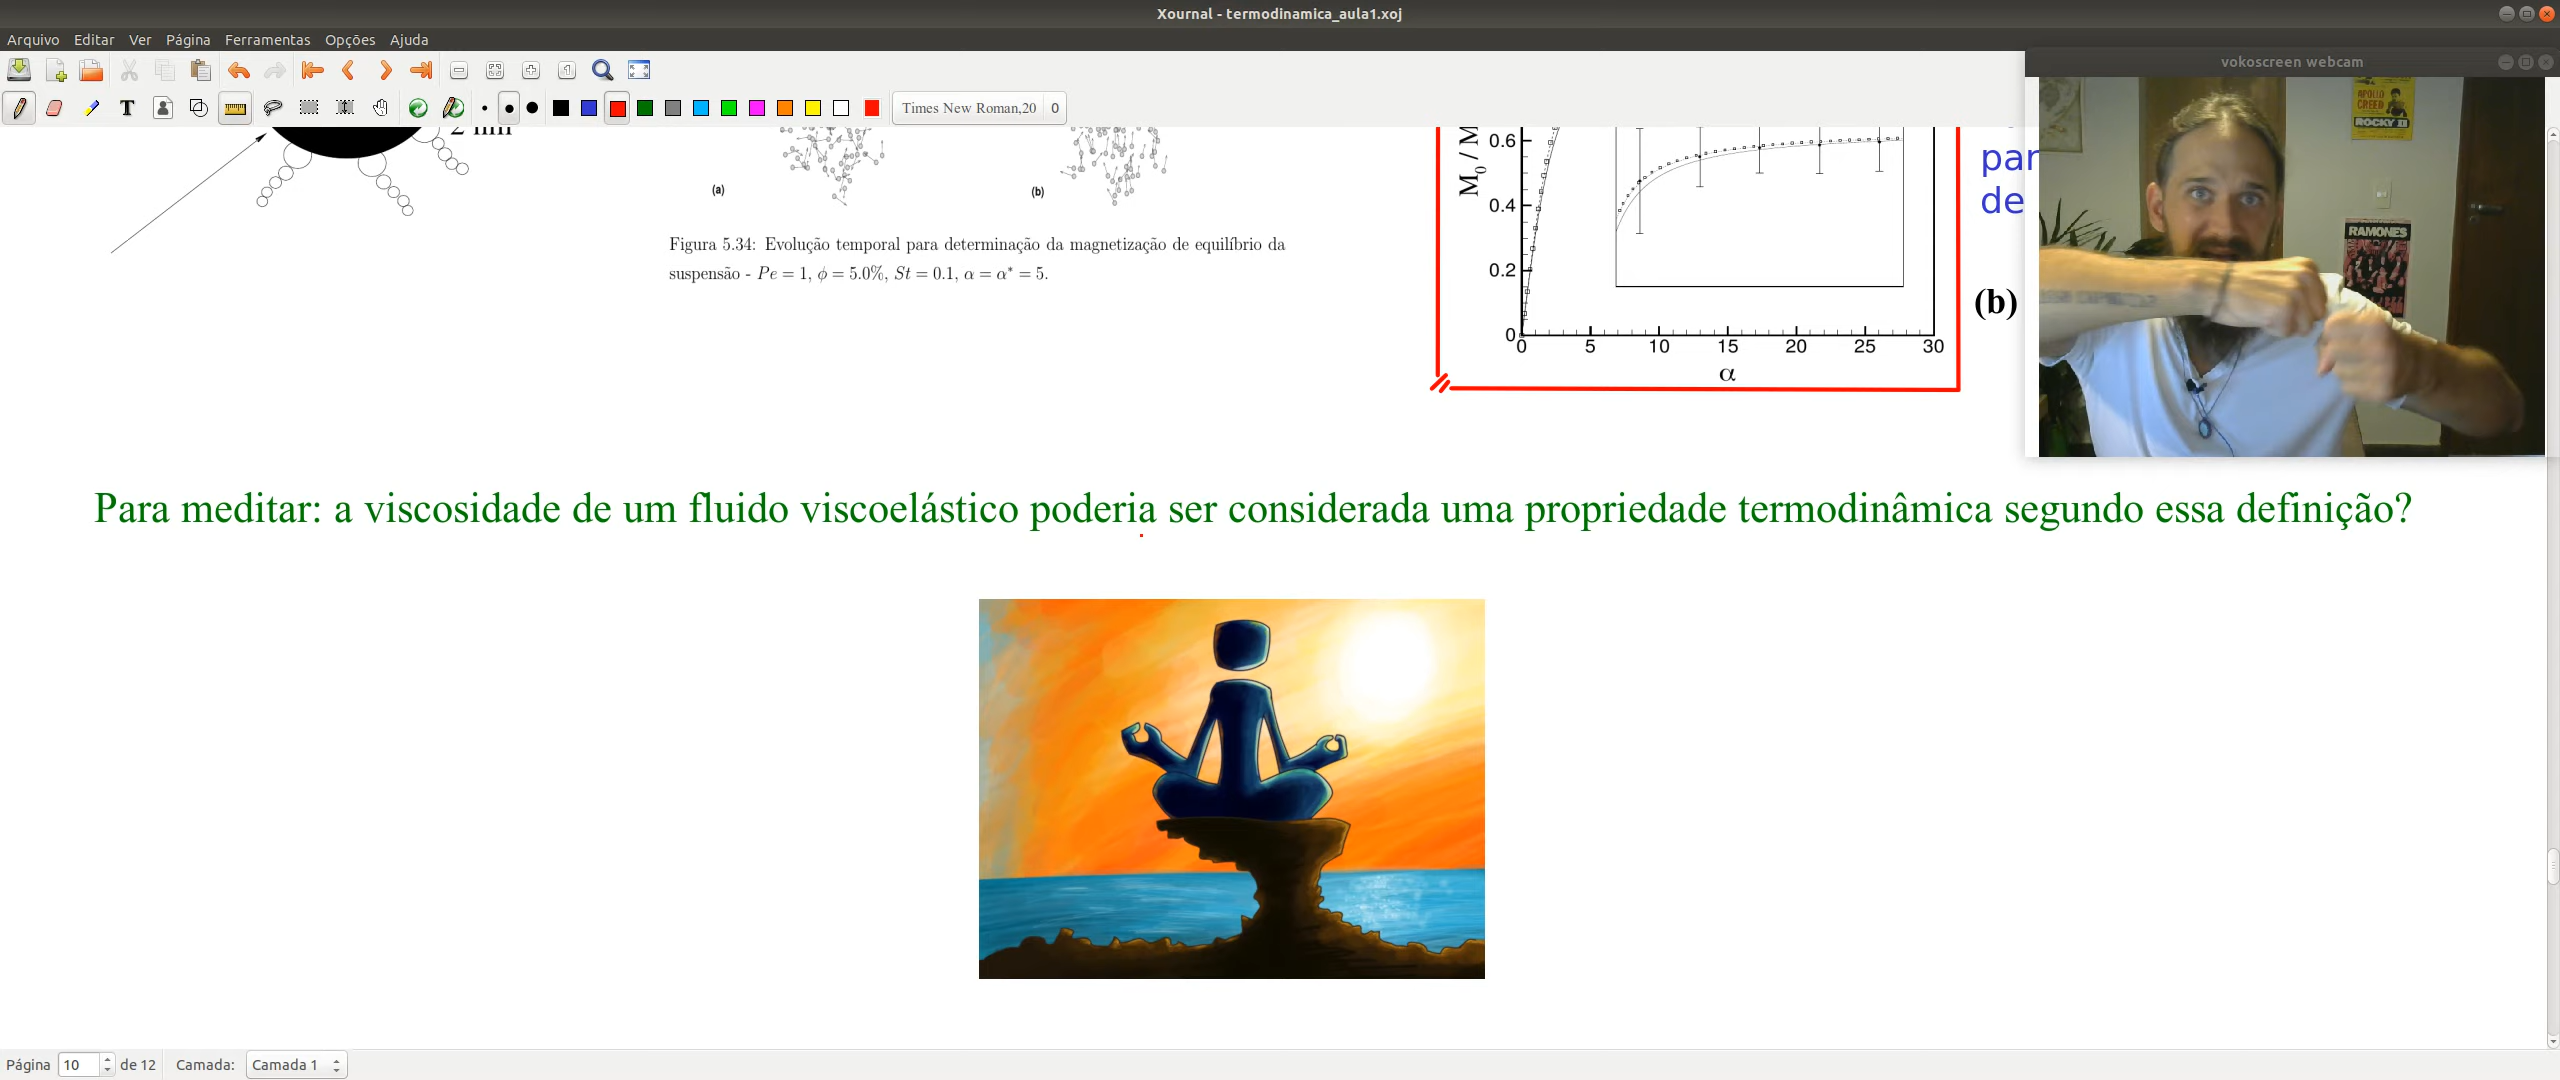 Xournal - termodinamica_aula1.xoj
Arquivo Editar Ver Página Ferramentas Opções Ajuda
vokoscreen webcam
T
Times New Roman,20 0
APOLLO
CREED
ROCKY II
RAMONES
2
(a)
(b)
Figura 5.34: Evolução temporal para determinação da magnetização de equilíbrio da
suspensão - Pe = 1, ϕ = 5.0%, St = 0.1, α = α* = 5.
M0 / M
0.6
0.4
0.2
0
0 5 10 15 20 25 30
α
par
de
(b)
Para meditar: a viscosidade de um fluido viscoelástico poderia ser considerada uma propriedade termodinâmica segundo essa definição?
Página 10 de 12 Camada: Camada 1